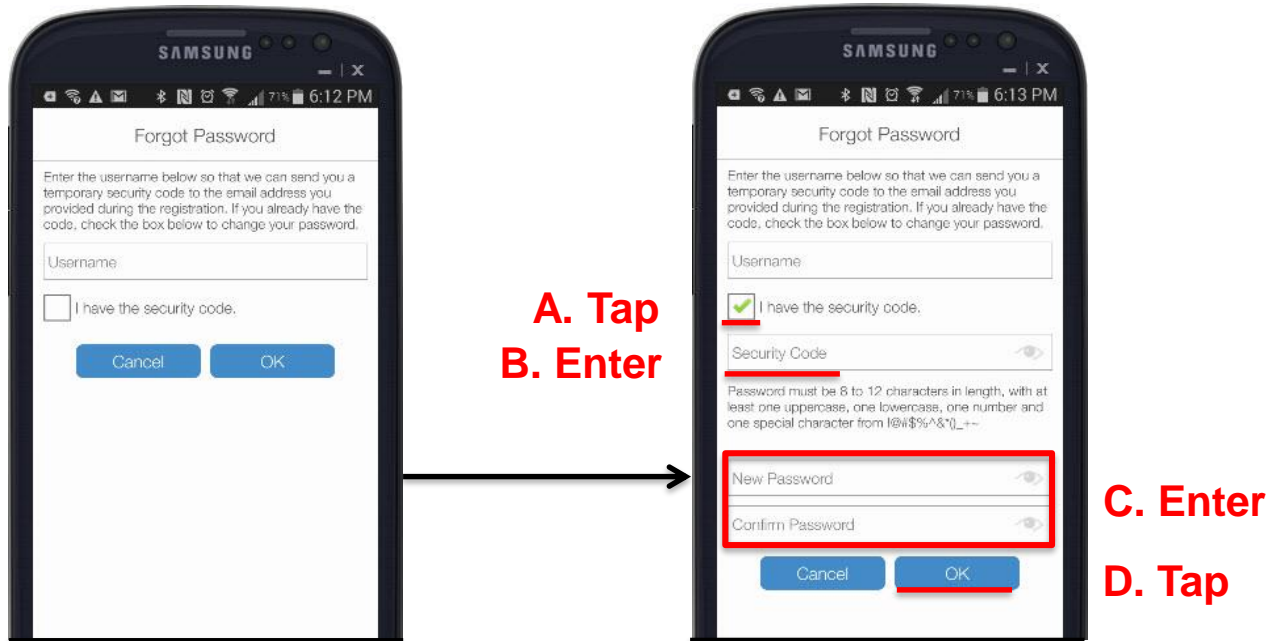 SAMSUNG
— | X
71% 6:12 PM
Forgot Password
Enter the username below so that we can send you a
temporary security code to the email address you
provided during the registration. If you already have the
code, check the box below to change your password.
Username
I have the security code.
Cancel OK
A. Tap
B. Enter
SAMSUNG
— | X
71% 6:13 PM
Forgot Password
Enter the username below so that we can send you a
temporary security code to the email address you
provided during the registration. If you already have the
code, check the box below to change your password.
Username
I have the security code.
Security Code
Password must be 8 to 12 characters in length, with at
least one uppercase, one lowercase, one number and
one special character from !@#$%^&*()_+~
New Password
Confirm Password
Cancel OK
C. Enter
D. Tap